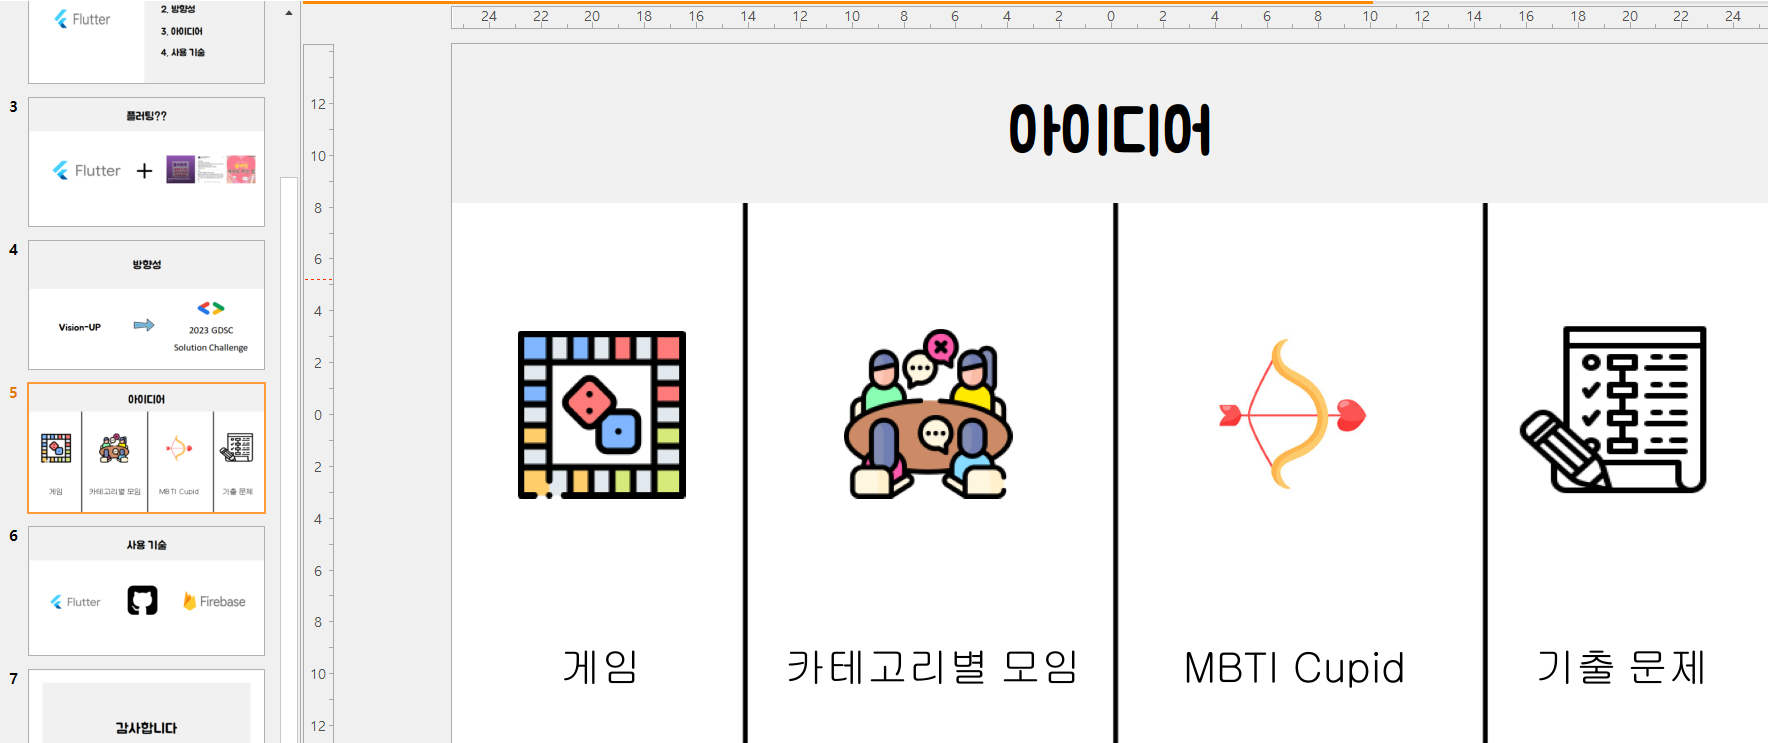 Flutter
2. 방향성
3. 아이디어
4. 사용 기술
3
플러팅??
Flutter
+
4
방향성
Vision-UP
2023 GDSC
Solution Challenge
5
아이디어
게임
카테고리별 모임
MBTI Cupid
기출 문제
6
사용 기술
Flutter
Firebase
7
감사합니다
24 22 20 18 16 14 12 10 8 6 4 2 0 2 4 6 8 10 12 14 16 18 20 22 24
12
10
8
6
4
2
0
2
4
6
8
10
12
아이디어
게임
카테고리별 모임
MBTI Cupid
기출 문제